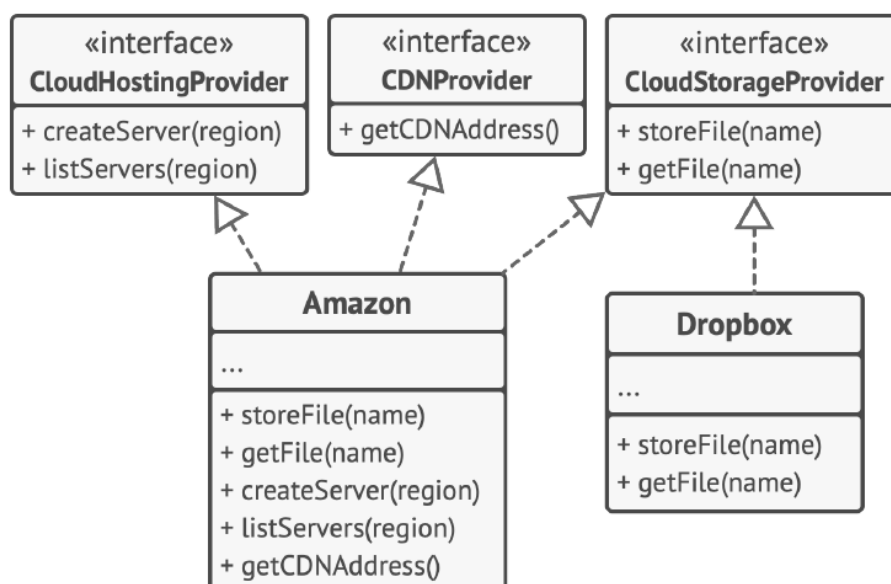 «interface»
CloudHostingProvider
+ createServer(region)
+ listServers(region)
«interface»
CDNProvider
+ getCDNAddress()
«interface»
CloudStorageProvider
+ storeFile(name)
+ getFile(name)
Amazon
...
+ storeFile(name)
+ getFile(name)
+ createServer(region)
+ listServers(region)
+ getCDNAddress()
Dropbox
...
+ storeFile(name)
+ getFile(name)